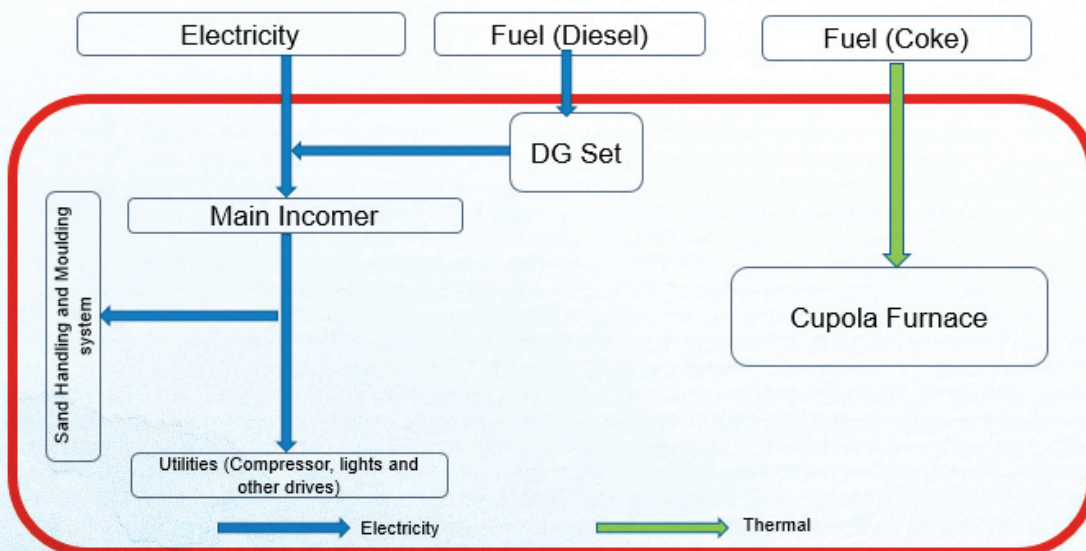 Electricity
Fuel (Diesel)
Fuel (Coke)
DG Set
Main Incomer
Sand Handling and Moulding
system
Cupola Furnace
Utilities (Compressor, lights and
other drives)
Electricity
Thermal